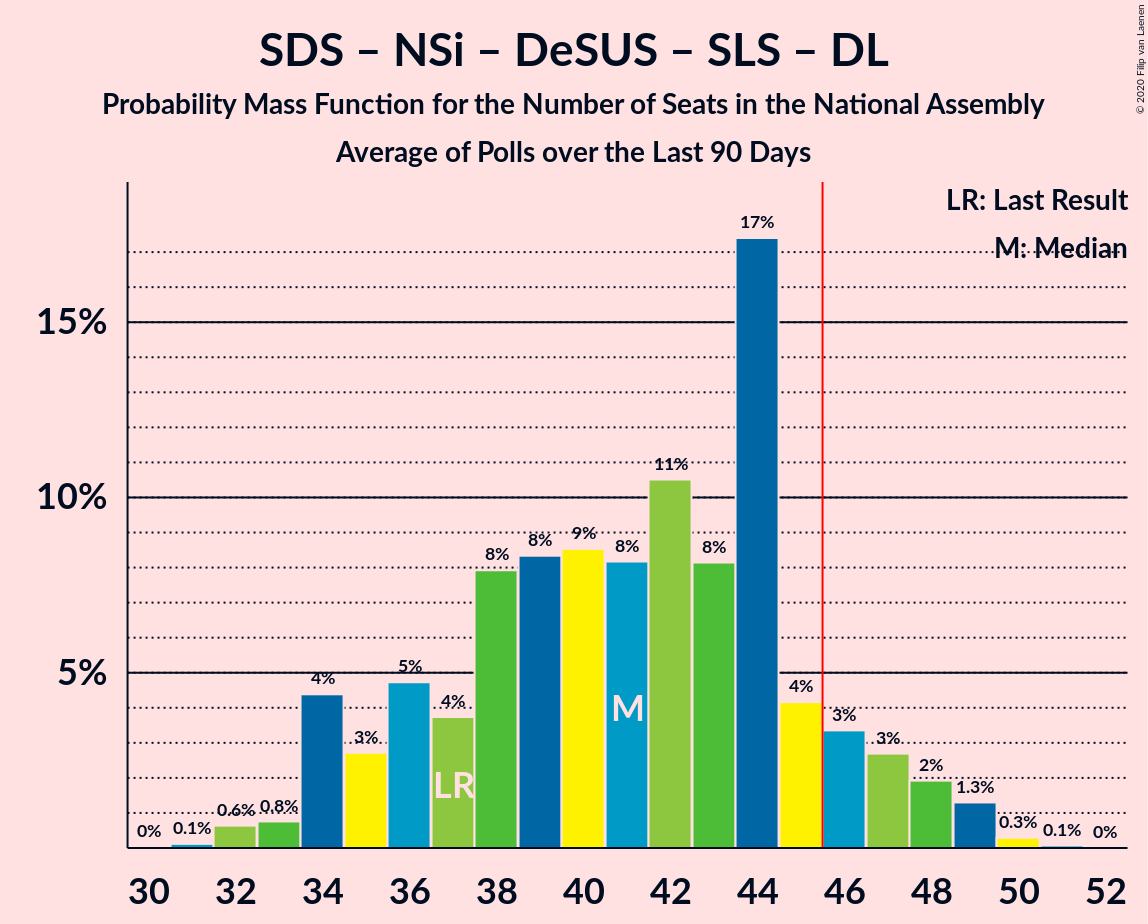 SDS – NSi – DeSUS – SLS – DL
Probability Mass Function for the Number of Seats in the National Assembly
Average of Polls over the Last 90 Days
© 2020 Filip van Laenen
LR: Last Result
M: Median
15%
10%
5%
0%
0.1%
0.6%
0.8%
4%
3%
5%
4%
8%
8%
9%
8%
11%
8%
17%
4%
3%
3%
2%
1.3%
0.3%
0.1%
0%
LR
M
30 32 34 36 38 40 42 44 46 48 50 52